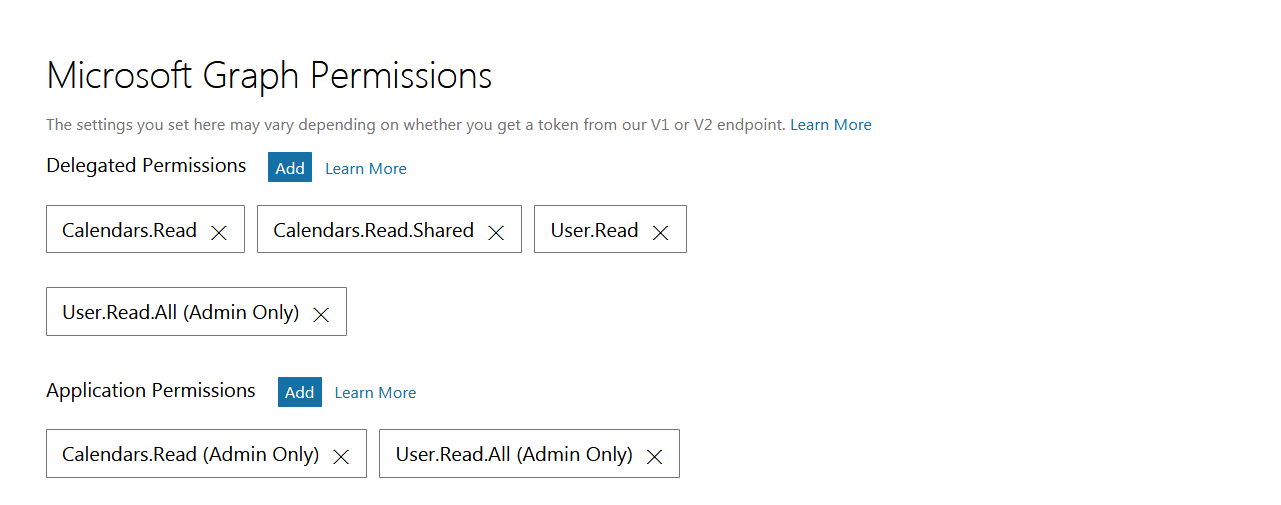 Microsoft Graph Permissions
The settings you set here may vary depending on whether you get a token from our V1 or V2 endpoint. Learn More
Delegated Permissions Add Learn More
Calendars.Read Calendars.Read.Shared User.Read
User.Read.All (Admin Only)
Application Permissions Add Learn More
Calendars.Read (Admin Only) User.Read.All (Admin Only)